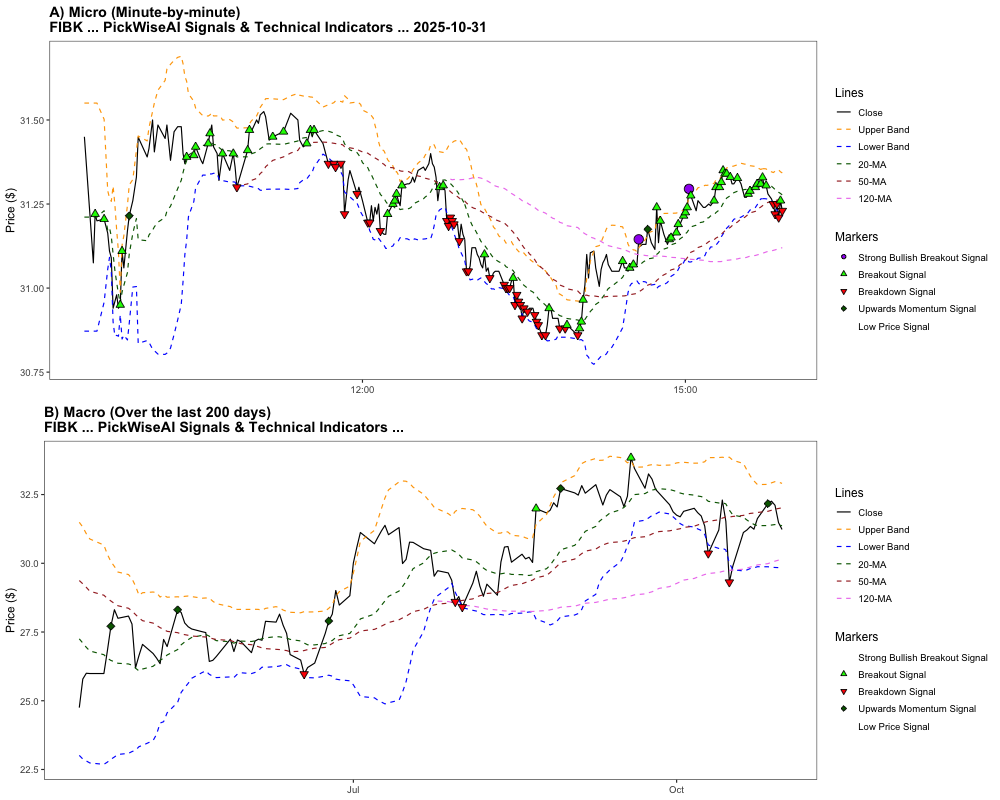 A) Micro (Minute-by-minute)
FIBK ... PickWiseAI Signals & Technical Indicators ... 2025-10-31
Price ($)
31.50
31.25
31.00
30.75
12:00
15:00
Lines
Close
Upper Band
Lower Band
20-MA
50-MA
120-MA
Markers
Strong Bullish Breakout Signal
Breakout Signal
Breakdown Signal
Upwards Momentum Signal
Low Price Signal
B) Macro (Over the last 200 days)
FIBK ... PickWiseAI Signals & Technical Indicators ...
Price ($)
32.5
30.0
27.5
25.0
22.5
Jul
Oct
Lines
Close
Upper Band
Lower Band
20-MA
50-MA
120-MA
Markers
Strong Bullish Breakout Signal
Breakout Signal
Breakdown Signal
Upwards Momentum Signal
Low Price Signal